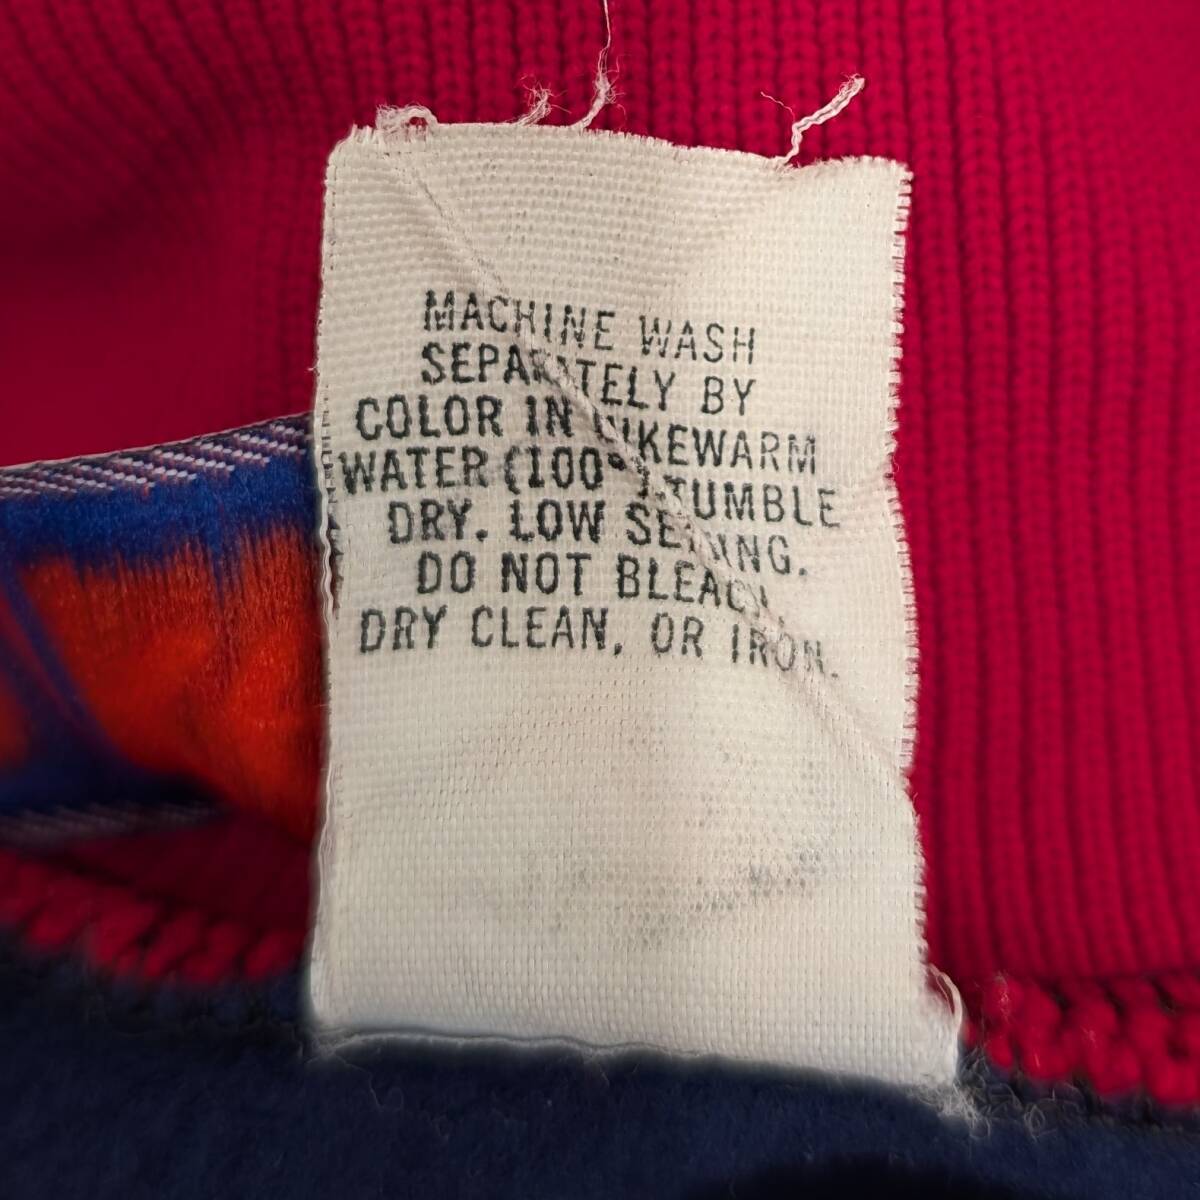 MACHINE WASH
SEPARATELY BY
COLOR IN LUKEWARM
WATER (100° ). TUMBLE
DRY. LOW SETTING.
DO NOT BLEACH,
DRY CLEAN, OR IRON.